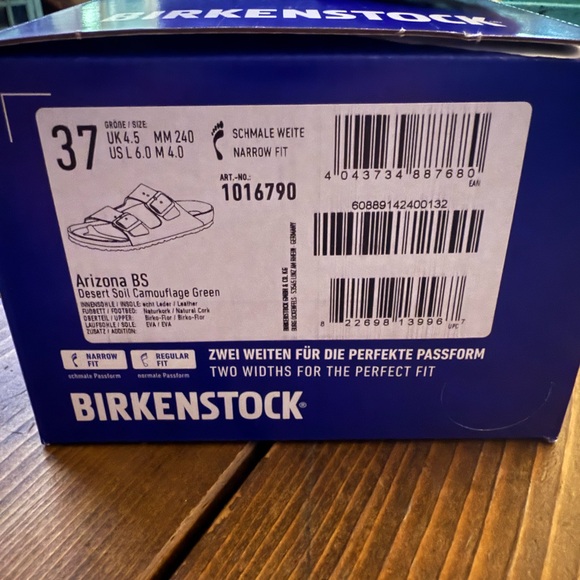 BIRKENSTOCK
37
GRÖßE / SIZE:
UK 4.5 MM 240
US L 6.0 M 4.0
SCHMALE WEITE
NARROW FIT
ART.-NO.:
1016790
4 043734 887680
EAN
60889142400132
8 22698 13996 7
UPC
Arizona BS
Desert Soil Camouflage Green
INNENSOHLE / INSOLE: echt Leder / Leather
FUßBETT / FOOTBED: Naturkork / Natural Cork
OBERTEIL / UPPER: Birko-Flor / Birko-Flor
LAUFSOHLE / SOLE: EVA / EVA
ZUSATZ / ADDITION:
NARROW FIT
schmale Passform
REGULAR FIT
normale Passform
ZWEI WEITEN FÜR DIE PERFEKTE PASSFORM
TWO WIDTHS FOR THE PERFECT FIT
BIRKENSTOCK®